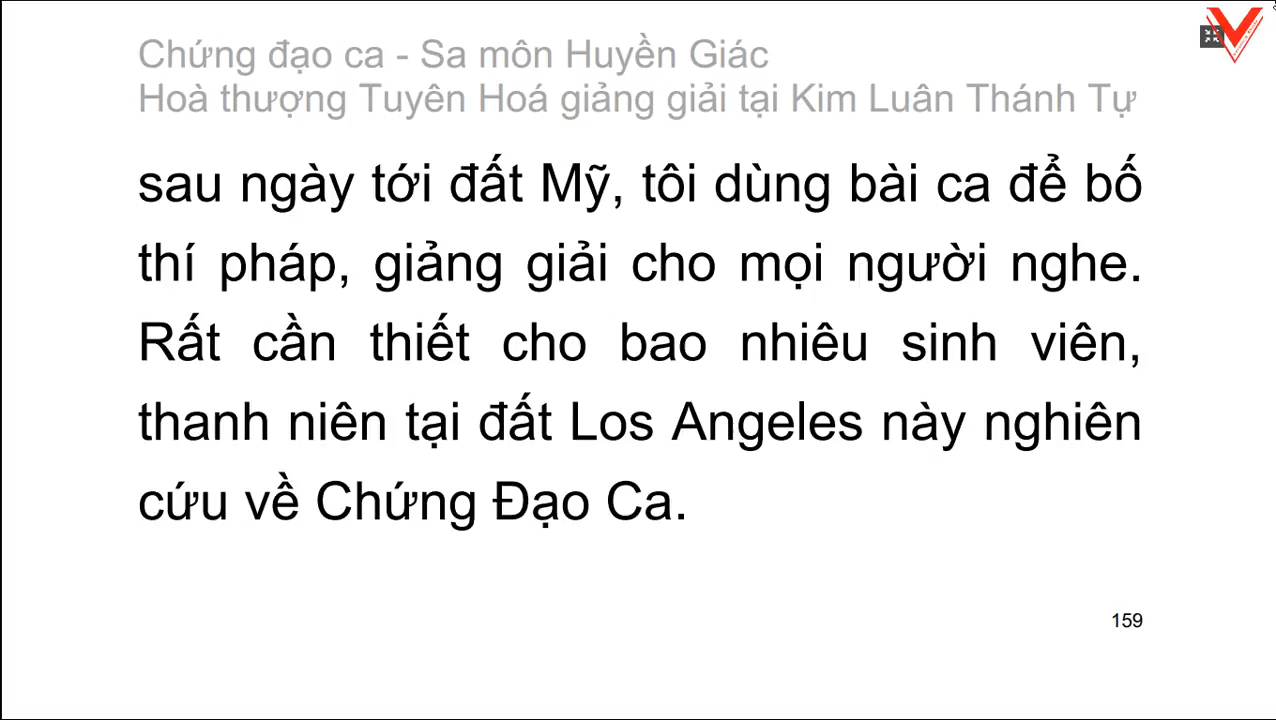 Chứng đạo ca - Sa môn Huyền Giác
Hoà thượng Tuyên Hoá giảng giải tại Kim Luân Thánh Tự
sau ngày tới đất Mỹ, tôi dùng bài ca để bố
thí pháp, giảng giải cho mọi người nghe.
Rất cần thiết cho bao nhiêu sinh viên,
thanh niên tại đất Los Angeles này nghiên
cứu về Chứng Đạo Ca.
159